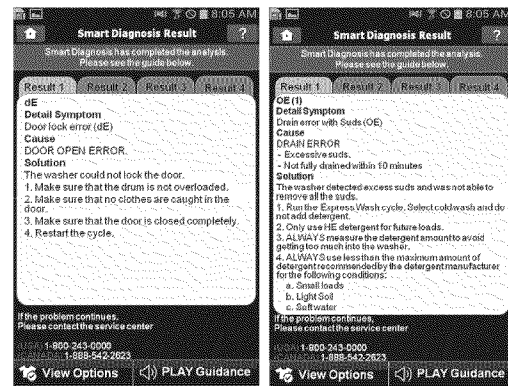 8:05 AM
Smart Diagnosis Result
?
Smart Diagnosis has completed the analysis.
Please see the guide below.
Result 1
Result 2
Result 3
Result 4
dE
Detail Symptom
Door lock error (dE)
Cause
DOOR OPEN ERROR.
Solution
The washer could not lock the door.
1. Make sure that the drum is not overloaded.
2. Make sure that no clothes are caught in the
door.
3. Make sure that the door is closed completely.
4. Restart the cycle.
If the problem continues,
Please contact the service center
(USA) 1-800-243-0000
(CANADA) 1-888-542-2623
View Options
PLAY Guidance
8:05 AM
Smart Diagnosis Result
?
Smart Diagnosis has completed the analysis.
Please see the guide below.
Result 1
Result 2
Result 3
Result 4
OE (1)
Detail Symptom
Drain error with Suds (OE)
Cause
DRAIN ERROR
- Excessive suds.
- Not fully drained within 10 minutes
Solution
The washer detected excess suds and was not able to
remove all the suds.
1. Run the Express Wash cycle. Select cold wash and do
not add detergent.
2. Only use HE detergent for future loads.
3. ALWAYS measure the detergent amount to avoid
getting too much into the washer.
4. ALWAYS use less than the maximum amount of
detergent recommended by the detergent manufacturer
for the following conditions:
a. Small loads
b. Light Soil
c. Soft water
If the problem continues,
Please contact the service center
(USA) 1-800-243-0000
(CANADA) 1-888-542-2623
View Options
PLAY Guidance